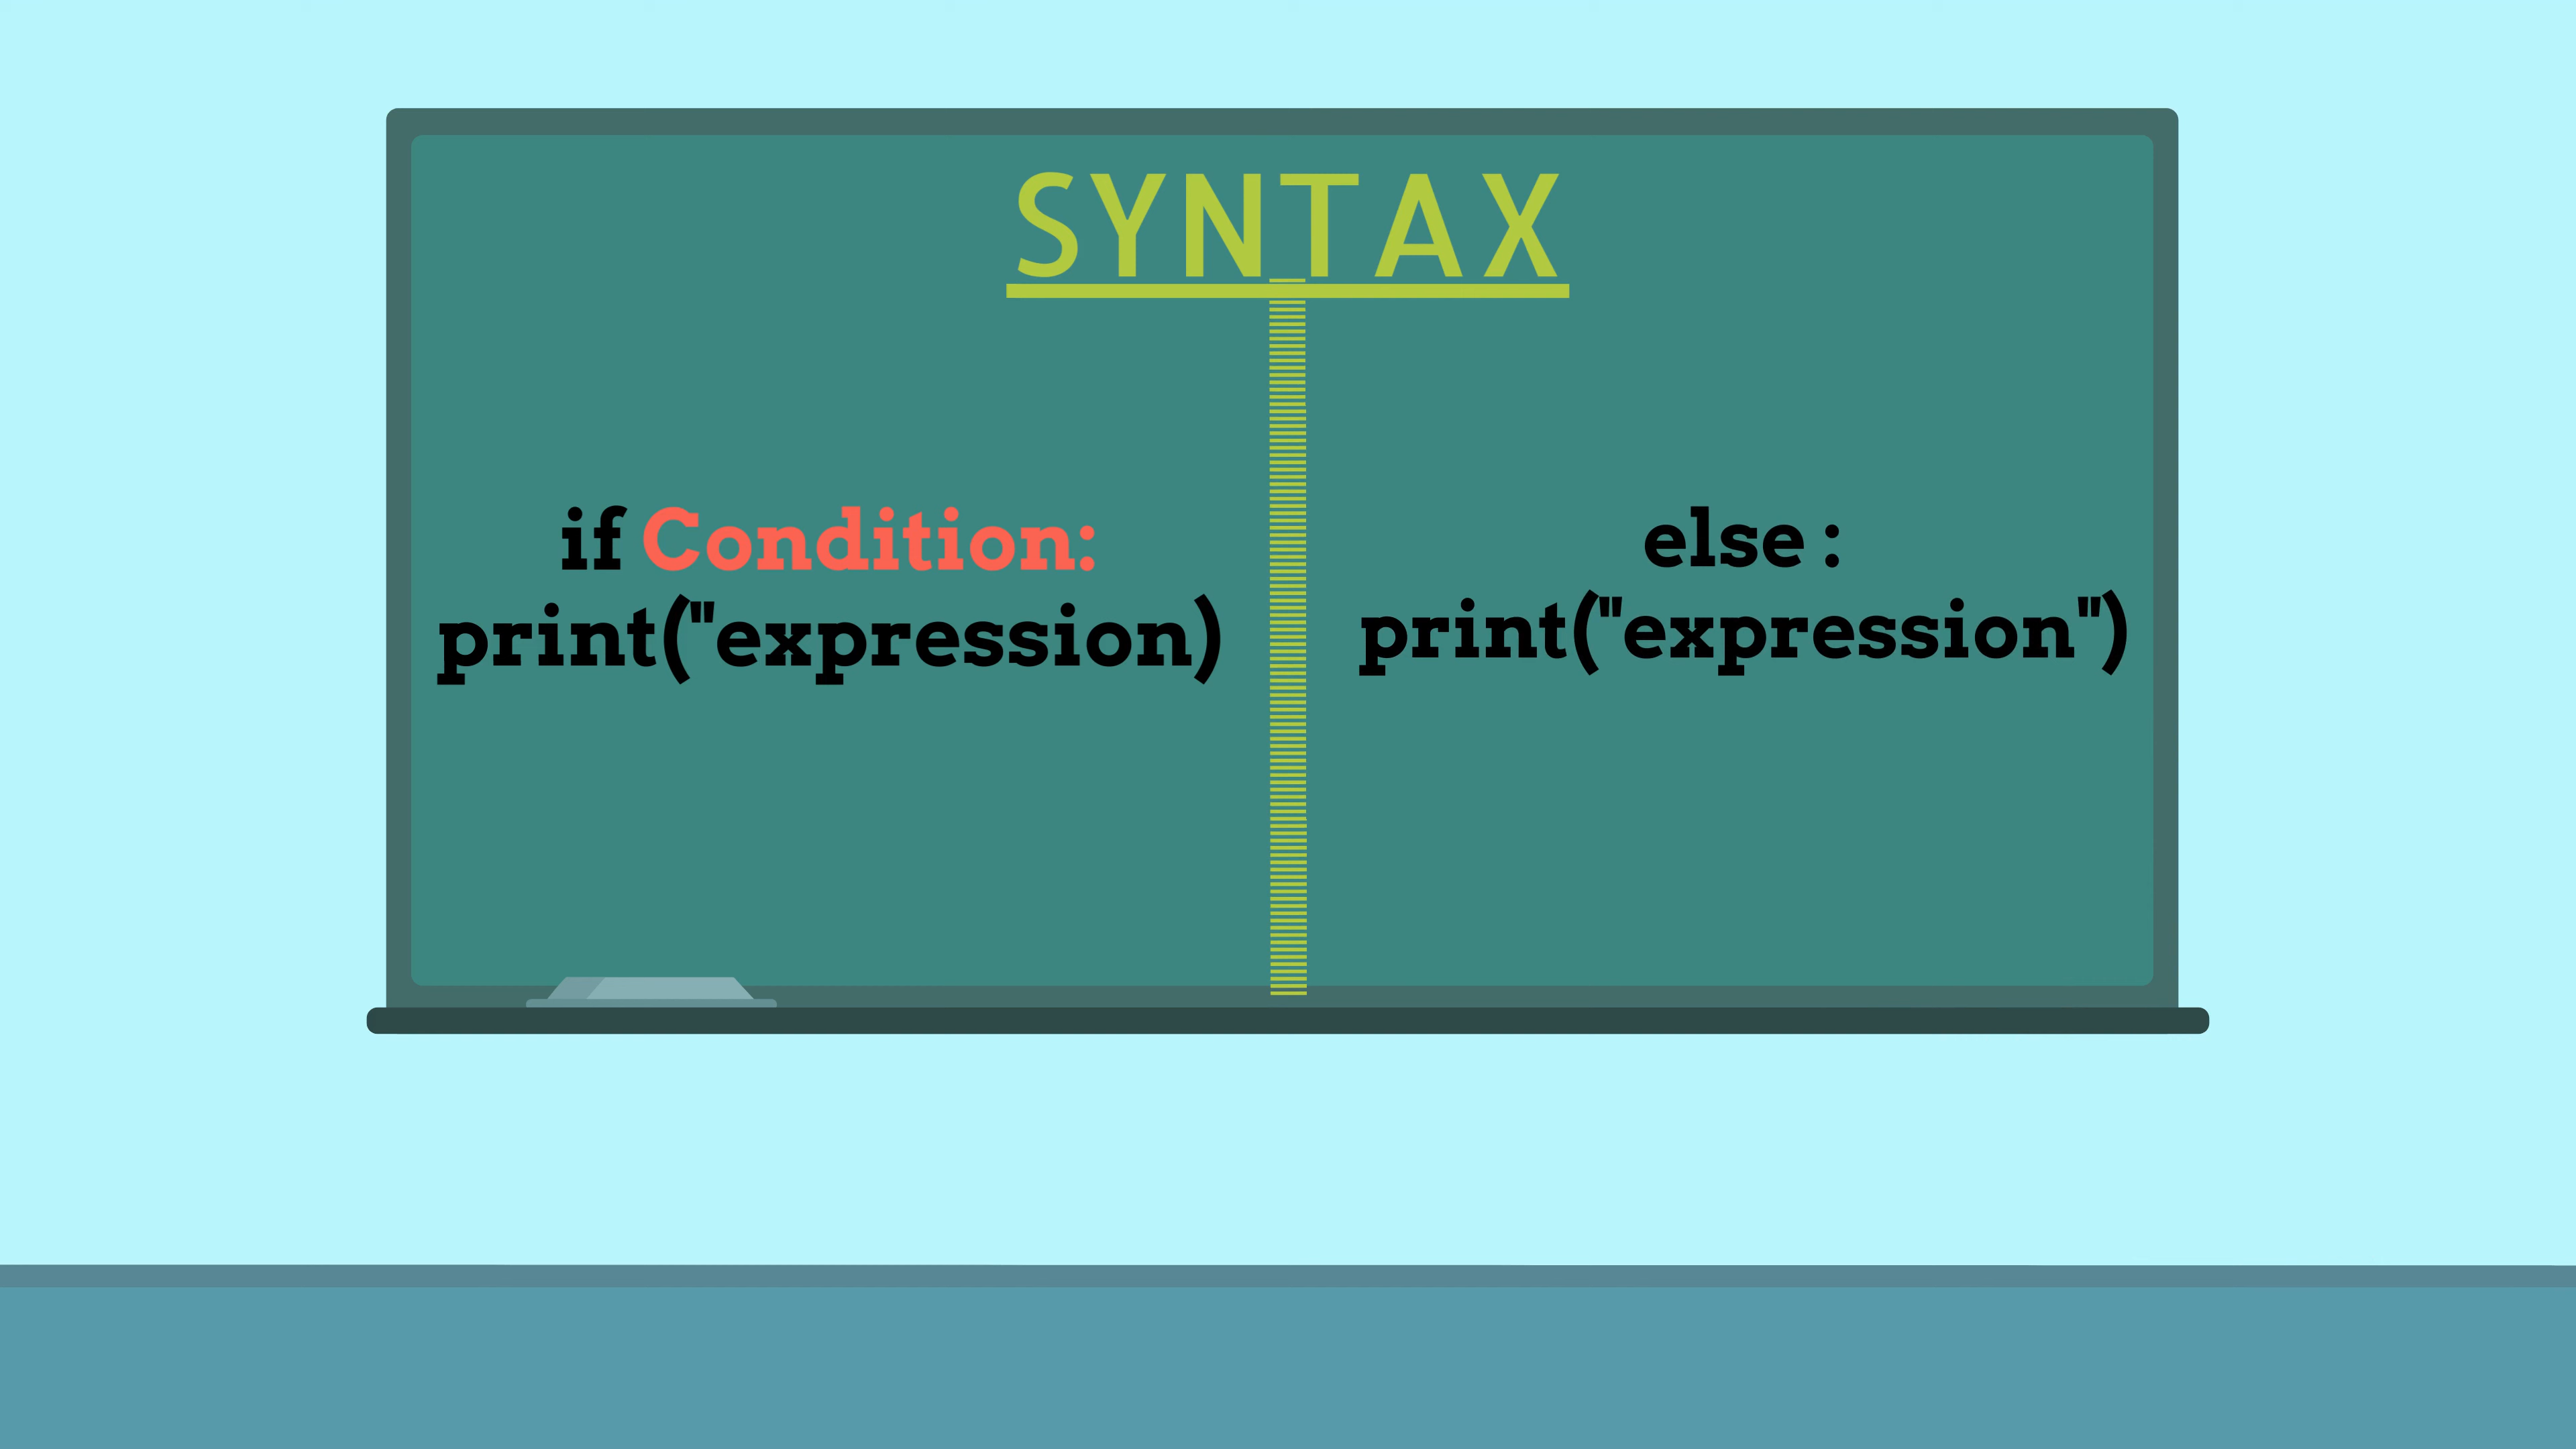 SYNTAX
if Condition:
print("expression)
else :
print("expression")